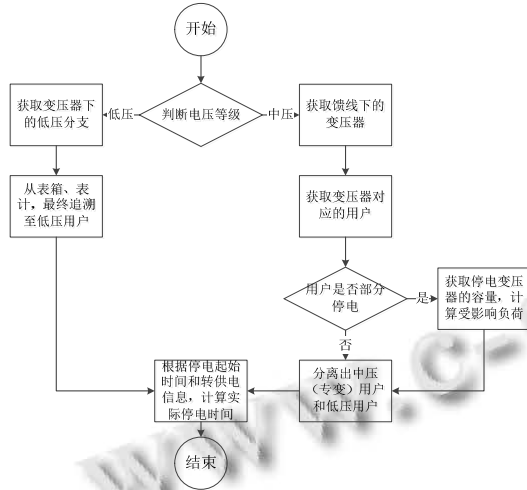 开始
判断电压等级
低压
中压
获取变压器下
的低压分支
从表箱、表
计，最终追溯
至低压用户
获取馈线下的
变压器
获取变压器对
应的用户
用户是否部分
停电
是
否
获取停电变压
器的容量，计
算受影响负荷
分离出中压
（专变）用户
和低压用户
根据停电起始
时间和转供电
信息，计算实
际停电时间
结束
www.c-